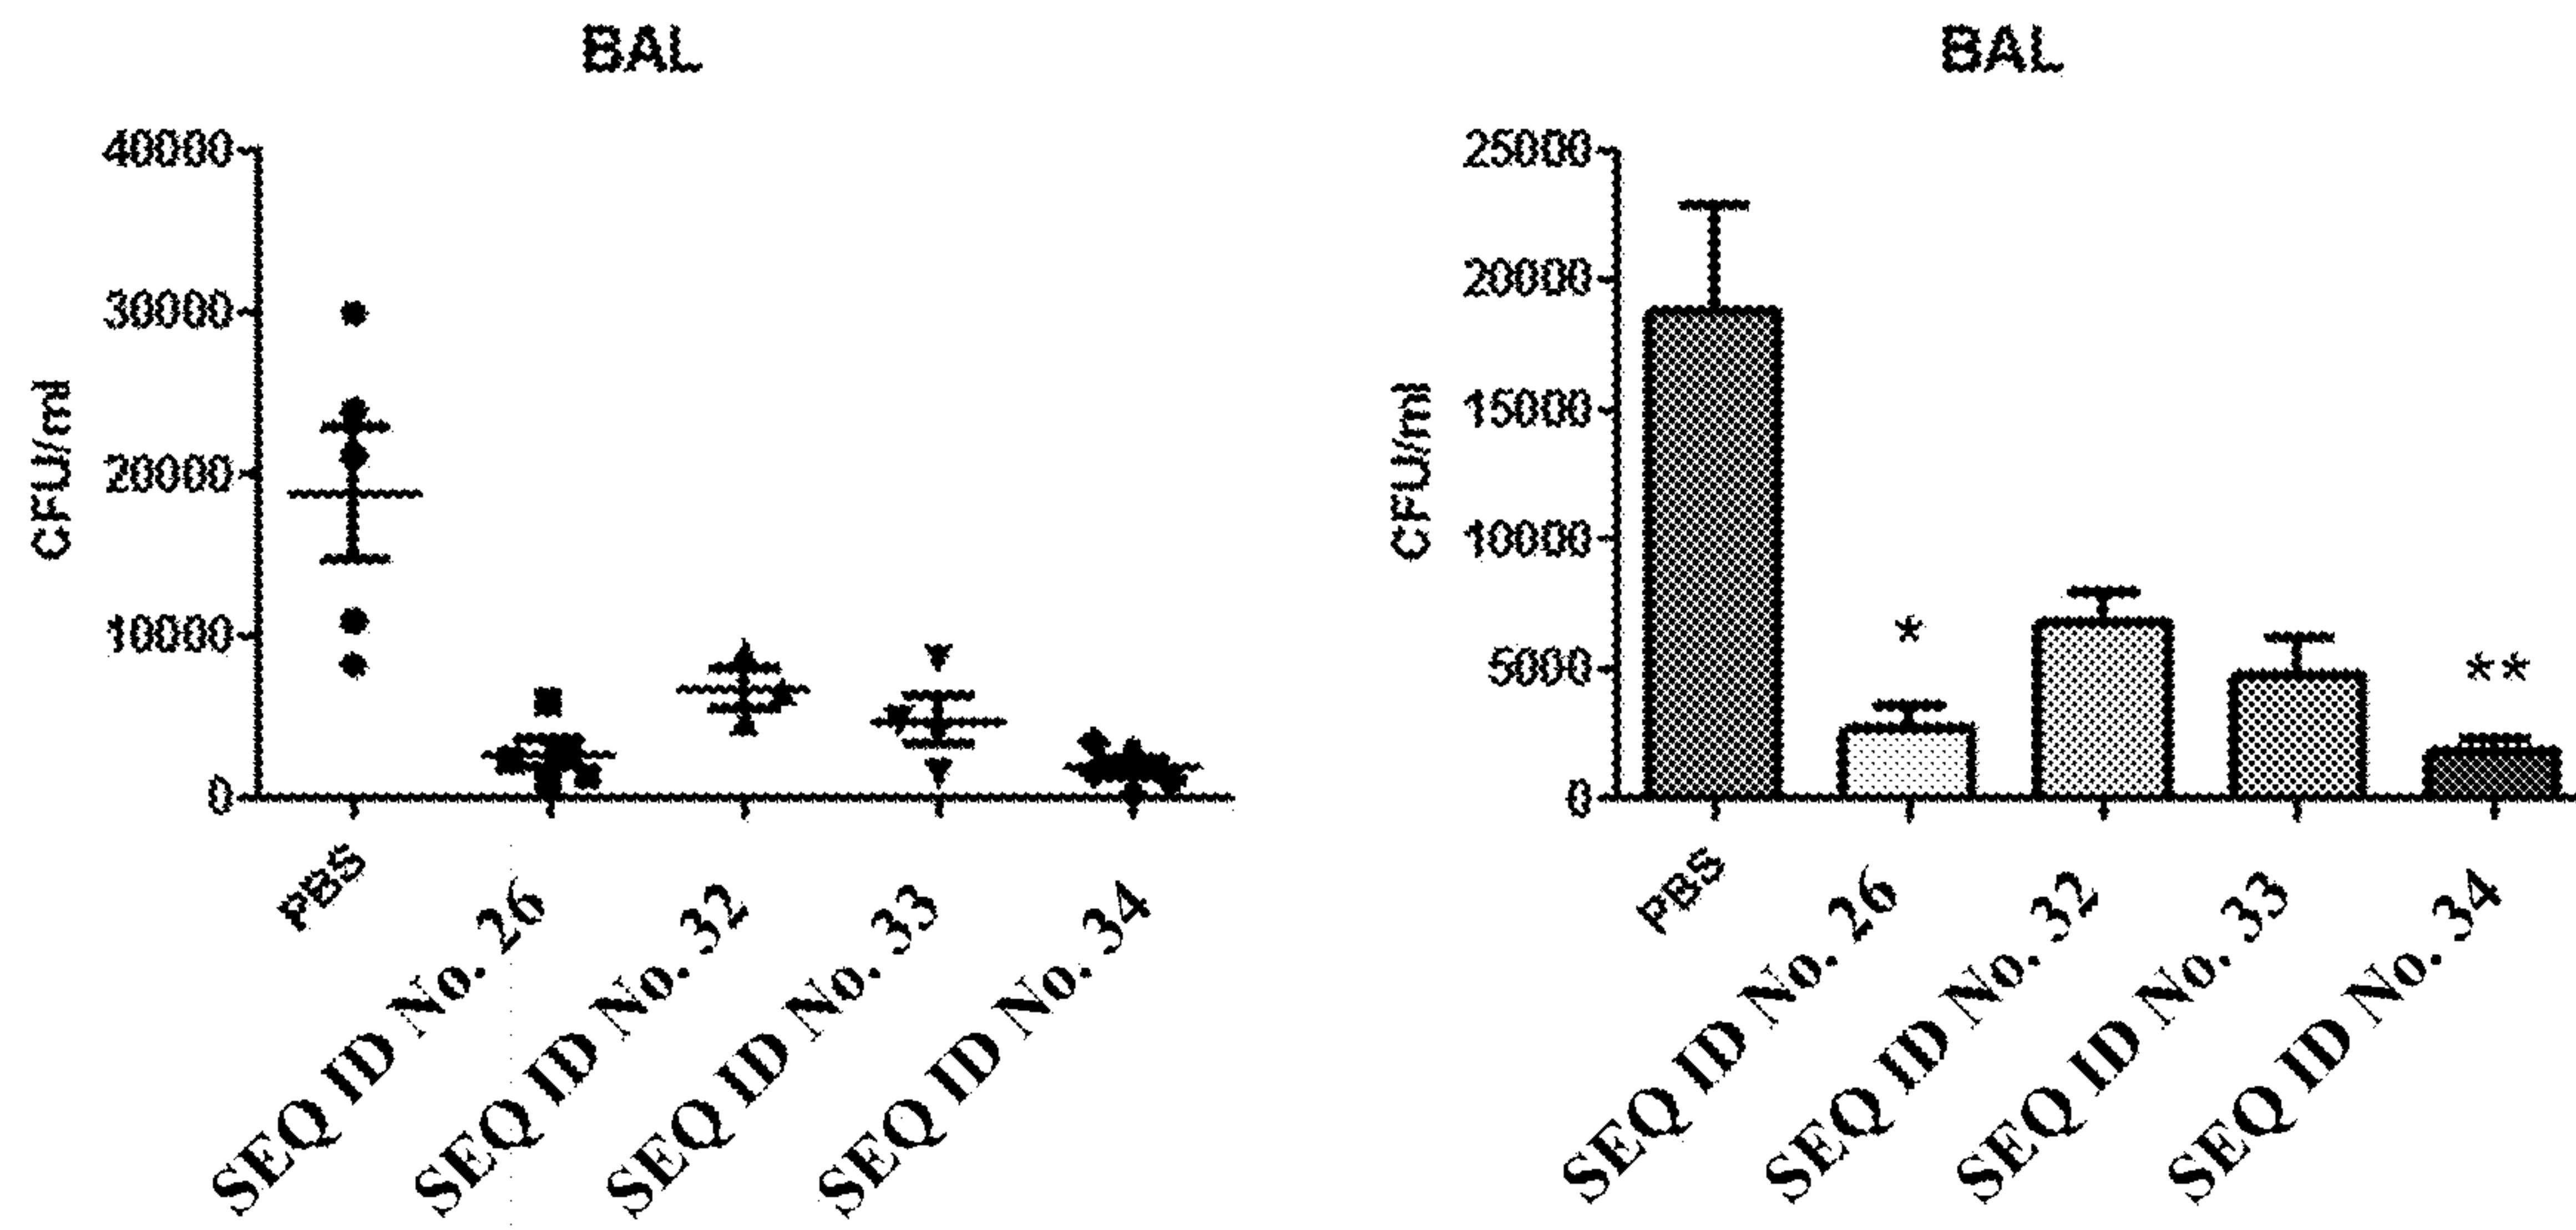 BAL
40000
30000
20000
10000
0
CFU/ml
PBS
SEQ ID No. 26
SEQ ID No. 32
SEQ ID No. 33
SEQ ID No. 34
BAL
25000
20000
15000
10000
5000
0
CFU/ml
*
**
PBS
SEQ ID No. 26
SEQ ID No. 32
SEQ ID No. 33
SEQ ID No. 34